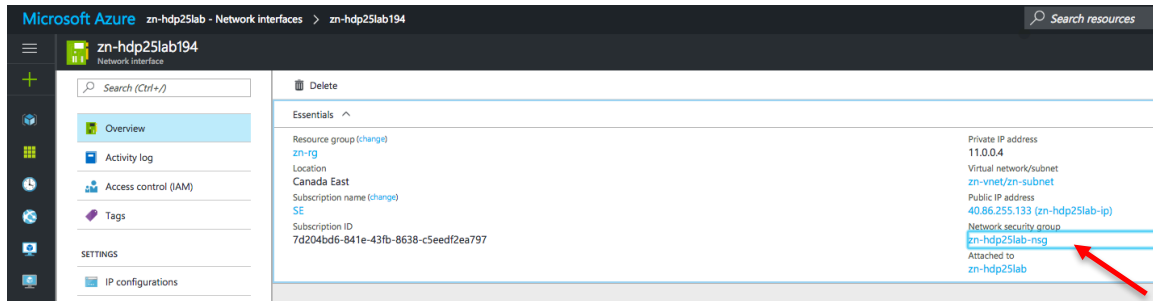 Microsoft Azure zn-hdp25lab - Network interfaces > zn-hdp25lab194
Search resources
zn-hdp25lab194
Network interface
Search (Ctrl+/)
Overview
Activity log
Access control (IAM)
Tags
SETTINGS
IP configurations
Delete
Essentials
Resource group (change)
zn-rg
Location
Canada East
Subscription name (change)
SE
Subscription ID
7d204bd6-841e-43fb-8638-c5eedf2ea797
Private IP address
11.0.0.4
Virtual network/subnet
zn-vnet/zn-subnet
Public IP address
40.86.255.133 (zn-hdp25lab-ip)
Network security group
zn-hdp25lab-nsg
Attached to
zn-hdp25lab